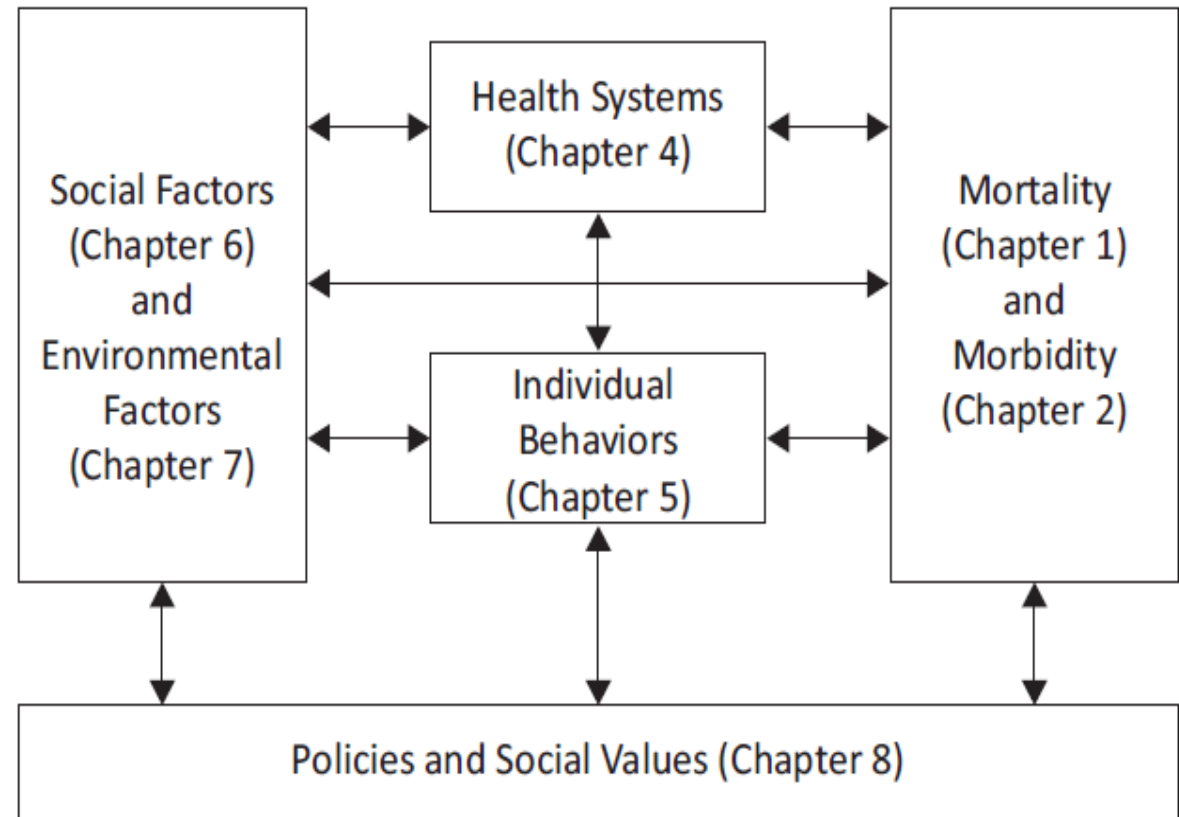 Social Factors
(Chapter 6)
and
Environmental
Factors
(Chapter 7)
Health Systems
(Chapter 4)
Individual
Behaviors
(Chapter 5)
Mortality
(Chapter 1)
and
Morbidity
(Chapter 2)
Policies and Social Values (Chapter 8)